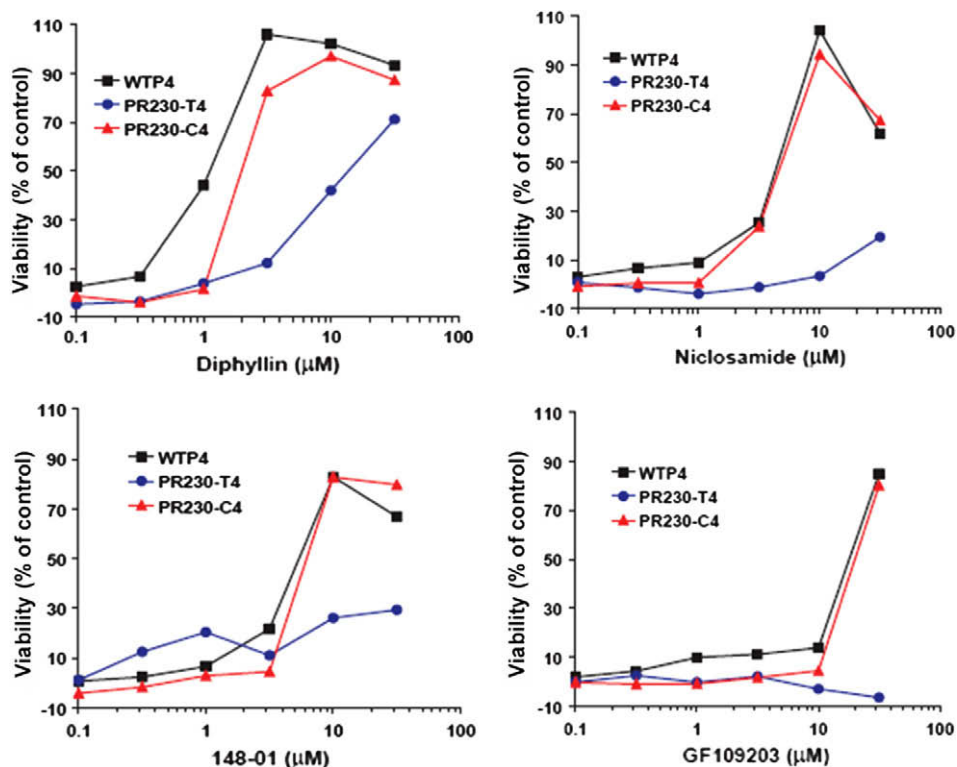 Viability (% of control)
110
90
70
50
30
10
-10
WTP4
PR230-T4
PR230-C4
0.1
1
10
100
Diphyllin (μM)
Viability (% of control)
110
90
70
50
30
10
-10
WTP4
PR230-T4
PR230-C4
0.1
1
10
100
Niclosamide (μM)
Viability (% of control)
110
90
70
50
30
10
-10
WTP4
PR230-T4
PR230-C4
0.1
1
10
100
148-01 (μM)
Viability (% of control)
110
90
70
50
30
10
-10
WTP4
PR230-T4
PR230-C4
0.1
1
10
100
GF109203 (μM)